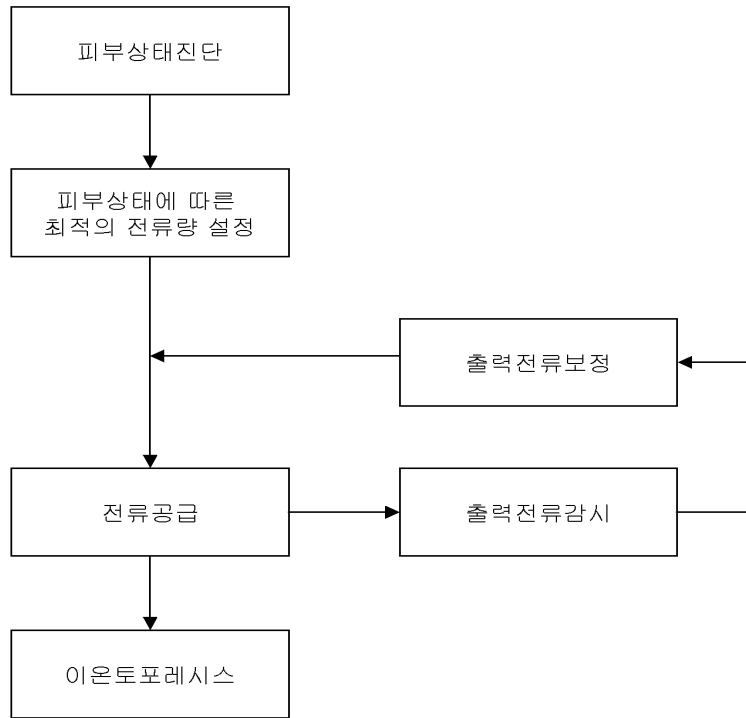 피부상태진단
피부상태에 따른
최적의 전류량 설정
출력전류보정
전류공급
출력전류감시
이온토포레시스